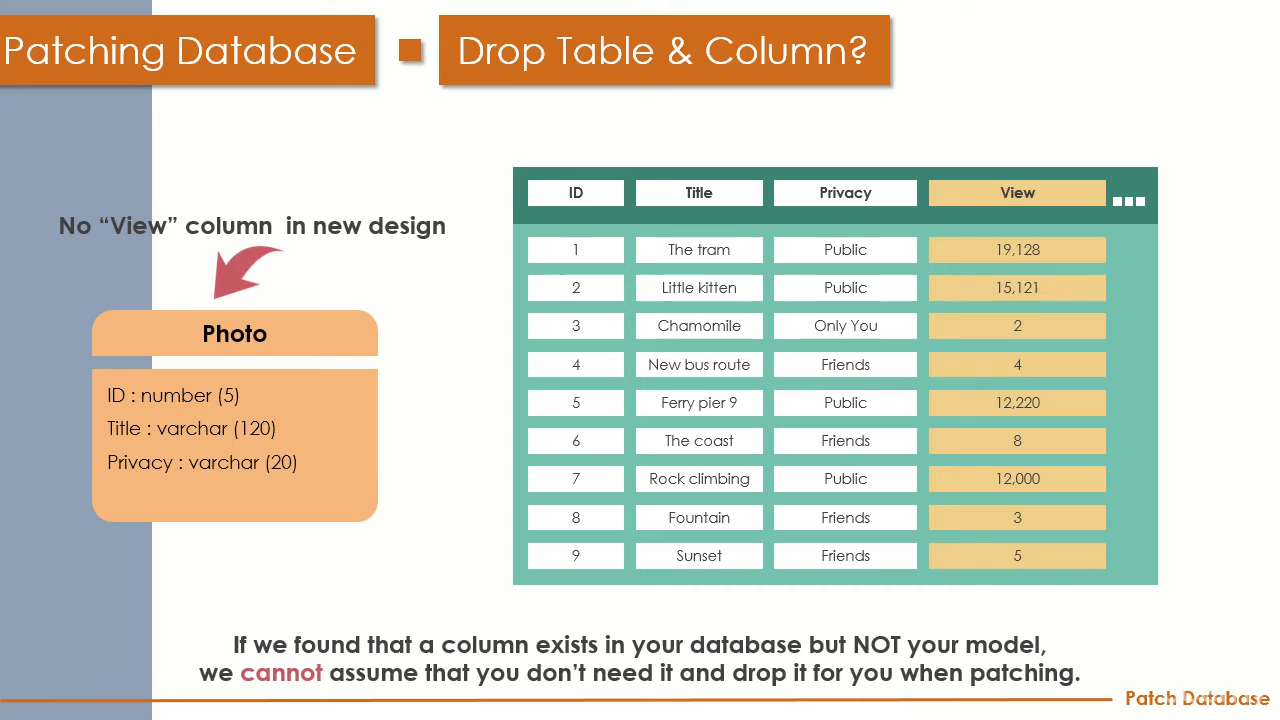 Patching Database
Drop Table & Column?
No “View” column in new design
Photo
ID : number (5)
Title : varchar (120)
Privacy : varchar (20)
ID Title Privacy View
1 The tram Public 19,128
2 Little kitten Public 15,121
3 Chamomile Only You 2
4 New bus route Friends 4
5 Ferry pier 9 Public 12,220
6 The coast Friends 8
7 Rock climbing Public 12,000
8 Fountain Friends 3
9 Sunset Friends 5
If we found that a column exists in your database but NOT your model,
we cannot assume that you don’t need it and drop it for you when patching.
Patch Database